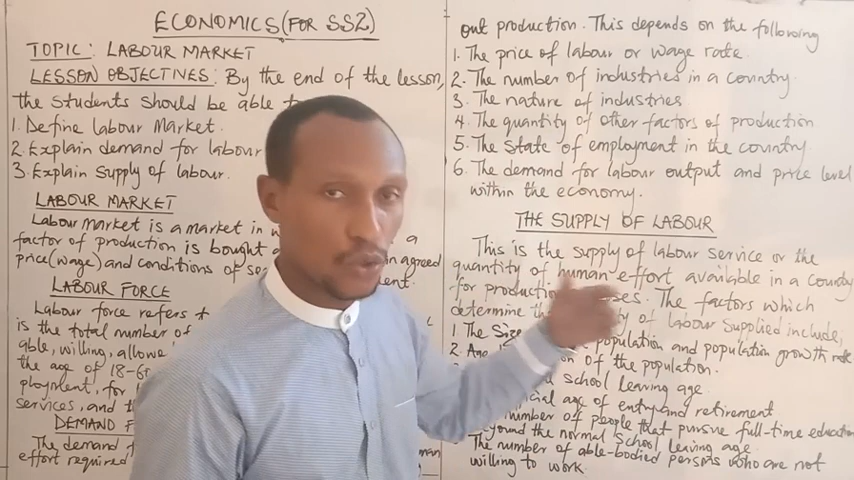 ECONOMICS (FOR SS2)
TOPIC: LABOUR MARKET
LESSON OBJECTIVES: By the end of the lesson,
the students should be able
1. Define labour Market.
2. Explain demand for labour
3. Explain supply of labour.
LABOUR MARKET
Labour market is a market in a
factor of production is bought agreed
price (wage) and conditions of
LABOUR FORCE
Labour force refers
is the total number of
able, willing,
the age of 18-
services, and
DEMAND
The demand
effort required
out production. This depends on the following
1. The price of labour or wage rate.
2. The number of industries in a country.
3. The nature of industries
4. The quantity of other factors of production
5. The state of employment in the country
6. The demand for labour output and price level
within the economy.
THE SUPPLY OF LABOUR
This is the supply of labour service or the
quantity of human effort available in a country
for The factors which
determine of labour supplied include,
1. The population and population growth rate
2. of the population.
school leaving age
age of entry and retirement
number of people that pursue full-time education
beyond the normal school leaving age
The number of able-bodied persons who are not
willing to work.